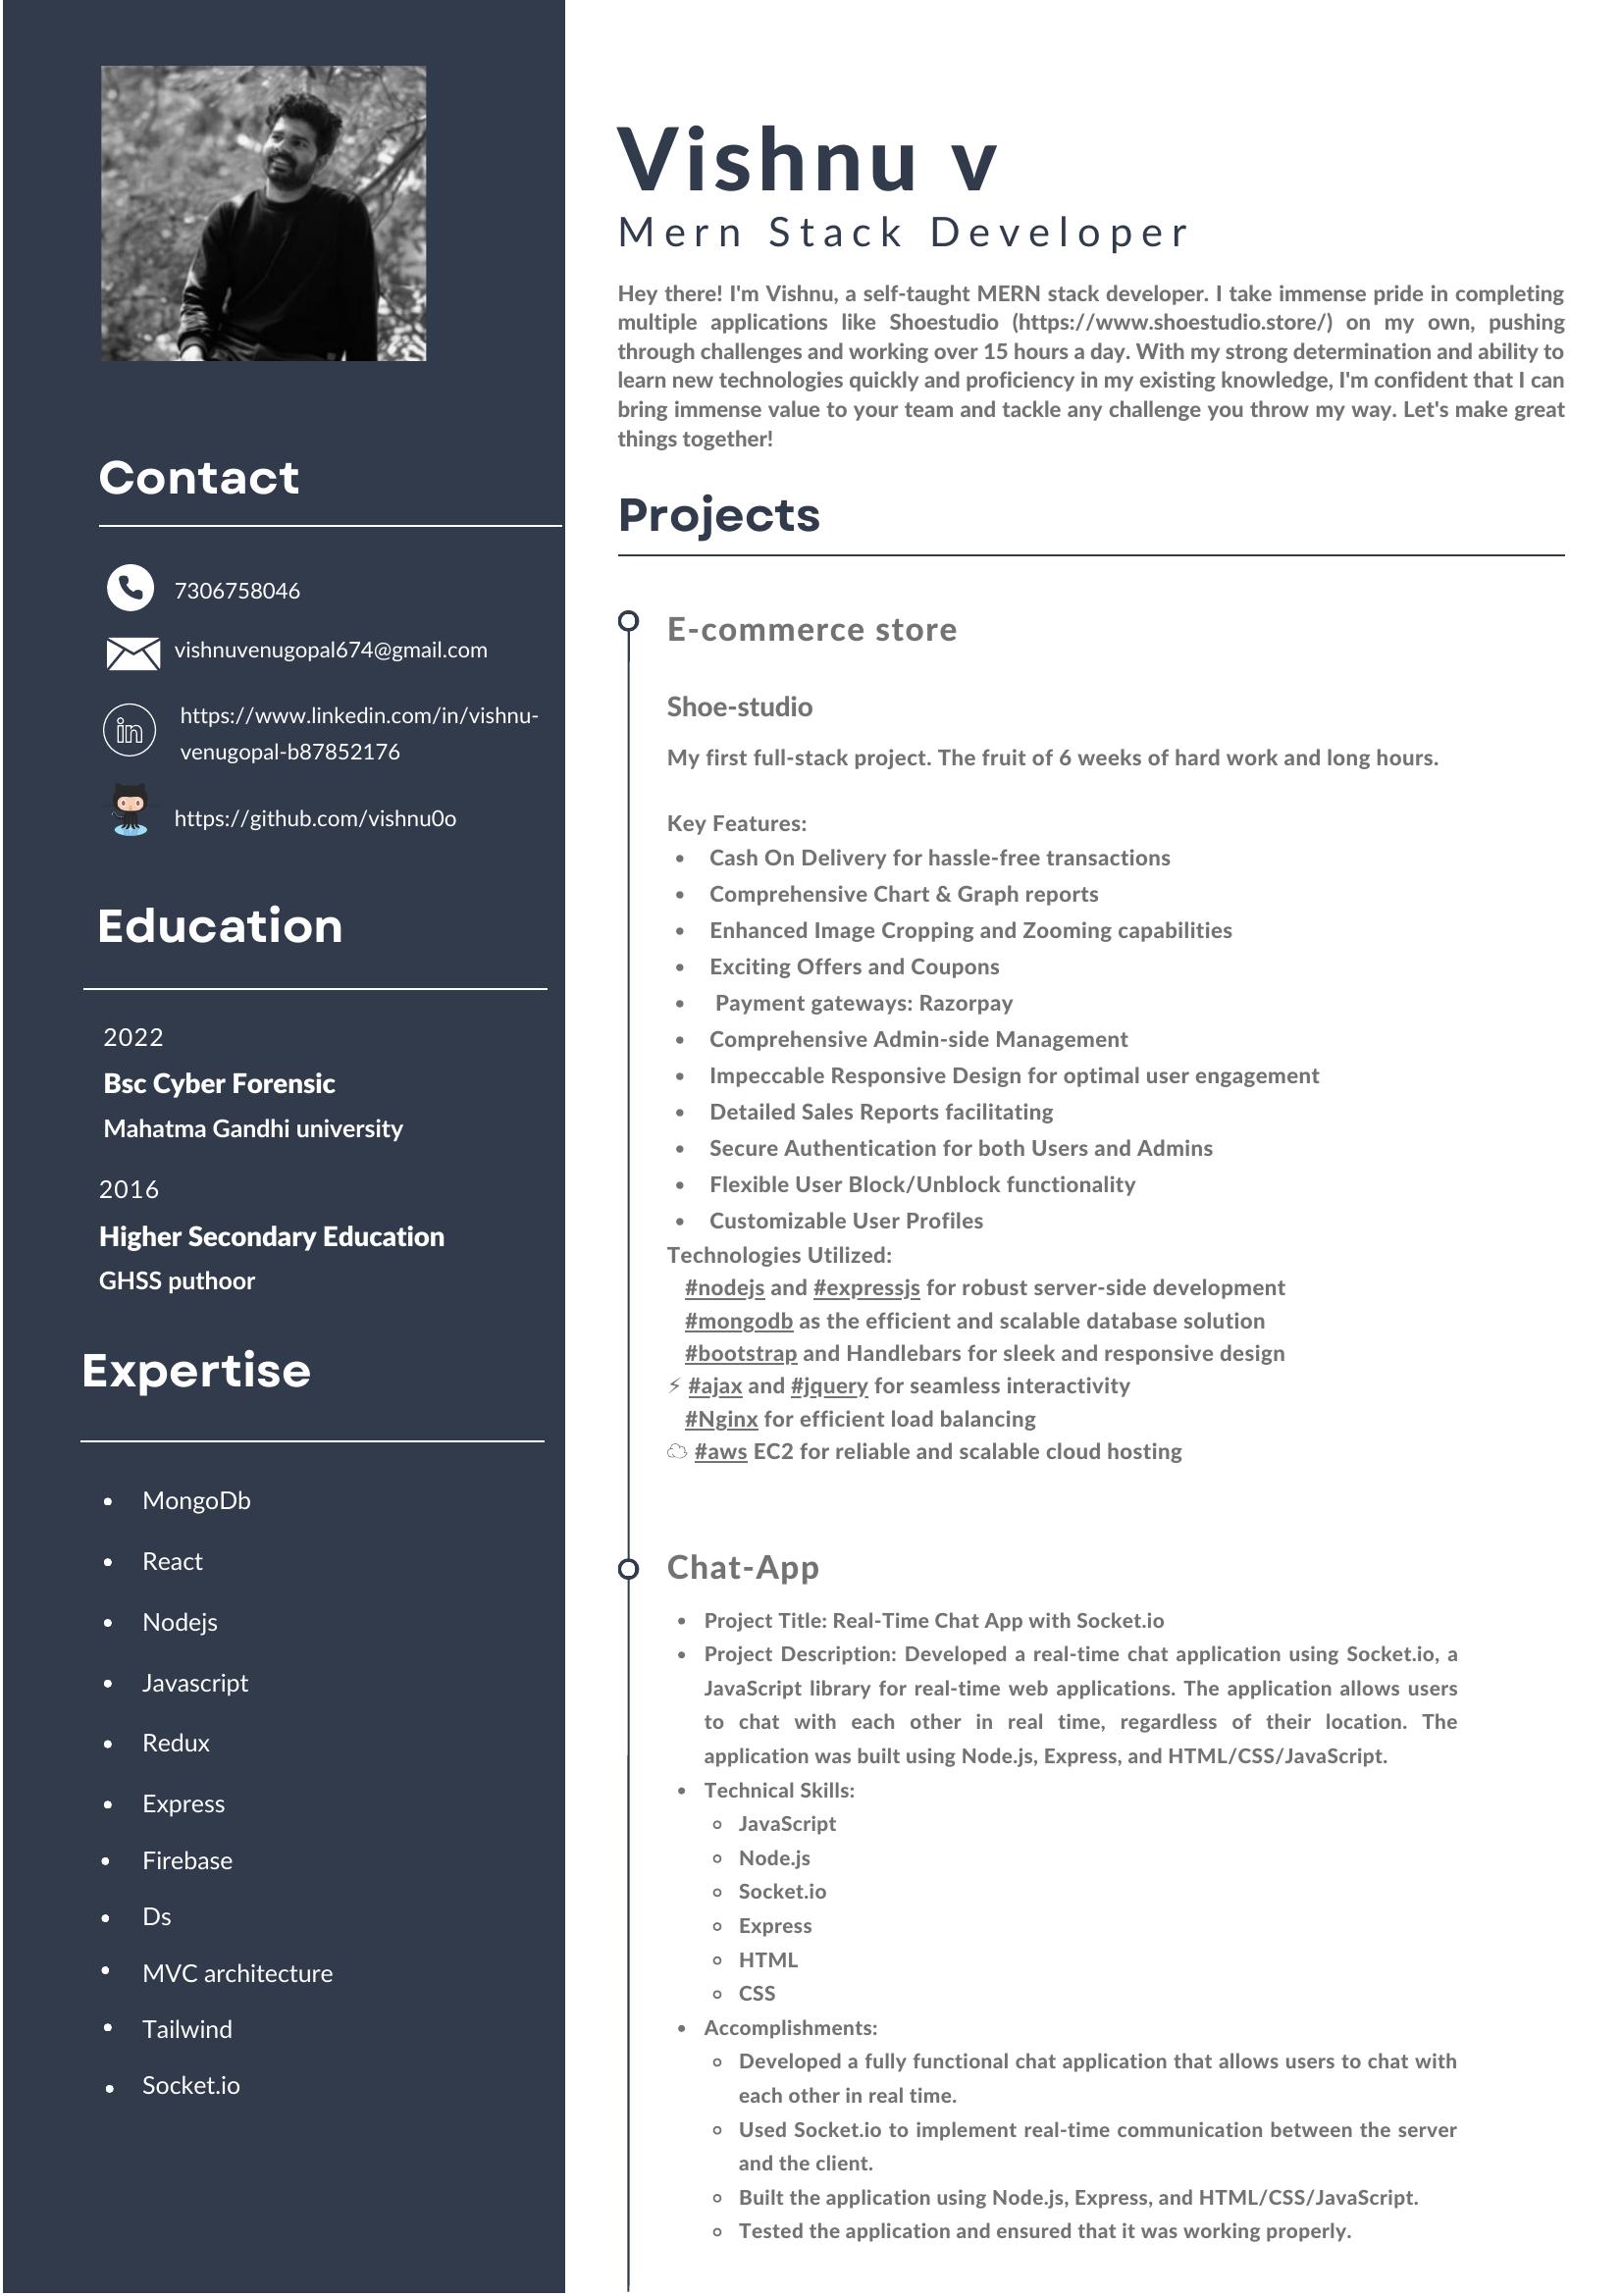 Contact
7306758046
vishnuvenugopal674@gmail.com
https://www.linkedin.com/in/vishnu-
venugopal-b87852176
https://github.com/vishnu0o
Education
2022
Bsc Cyber Forensic
Mahatma Gandhi university
2016
Higher Secondary Education
GHSS puthoor
Expertise
• MongoDb
• React
• Nodejs
• Javascript
• Redux
• Express
• Firebase
• Ds
• MVC architecture
• Tailwind
• Socket.io
Vishnu v
Mern Stack Developer
Hey there! I'm Vishnu, a self-taught MERN stack developer. I take immense pride in completing
multiple applications like Shoestudio (https://www.shoestudio.store/) on my own, pushing
through challenges and working over 15 hours a day. With my strong determination and ability to
learn new technologies quickly and proficiency in my existing knowledge, I'm confident that I can
bring immense value to your team and tackle any challenge you throw my way. Let's make great
things together!
Projects
E-commerce store
Shoe-studio
My first full-stack project. The fruit of 6 weeks of hard work and long hours.
Key Features:
• Cash On Delivery for hassle-free transactions
• Comprehensive Chart & Graph reports
• Enhanced Image Cropping and Zooming capabilities
• Exciting Offers and Coupons
• Payment gateways: Razorpay
• Comprehensive Admin-side Management
• Impeccable Responsive Design for optimal user engagement
• Detailed Sales Reports facilitating
• Secure Authentication for both Users and Admins
• Flexible User Block/Unblock functionality
• Customizable User Profiles
Technologies Utilized:
#nodejs and #expressjs for robust server-side development
#mongodb as the efficient and scalable database solution
#bootstrap and Handlebars for sleek and responsive design
⚡ #ajax and #jquery for seamless interactivity
#Nginx for efficient load balancing
☁ #aws EC2 for reliable and scalable cloud hosting
Chat-App
• Project Title: Real-Time Chat App with Socket.io
• Project Description: Developed a real-time chat application using Socket.io, a
JavaScript library for real-time web applications. The application allows users
to chat with each other in real time, regardless of their location. The
application was built using Node.js, Express, and HTML/CSS/JavaScript.
• Technical Skills:
◦ JavaScript
◦ Node.js
◦ Socket.io
◦ Express
◦ HTML
◦ CSS
• Accomplishments:
◦ Developed a fully functional chat application that allows users to chat with
each other in real time.
◦ Used Socket.io to implement real-time communication between the server
and the client.
◦ Built the application using Node.js, Express, and HTML/CSS/JavaScript.
◦ Tested the application and ensured that it was working properly.